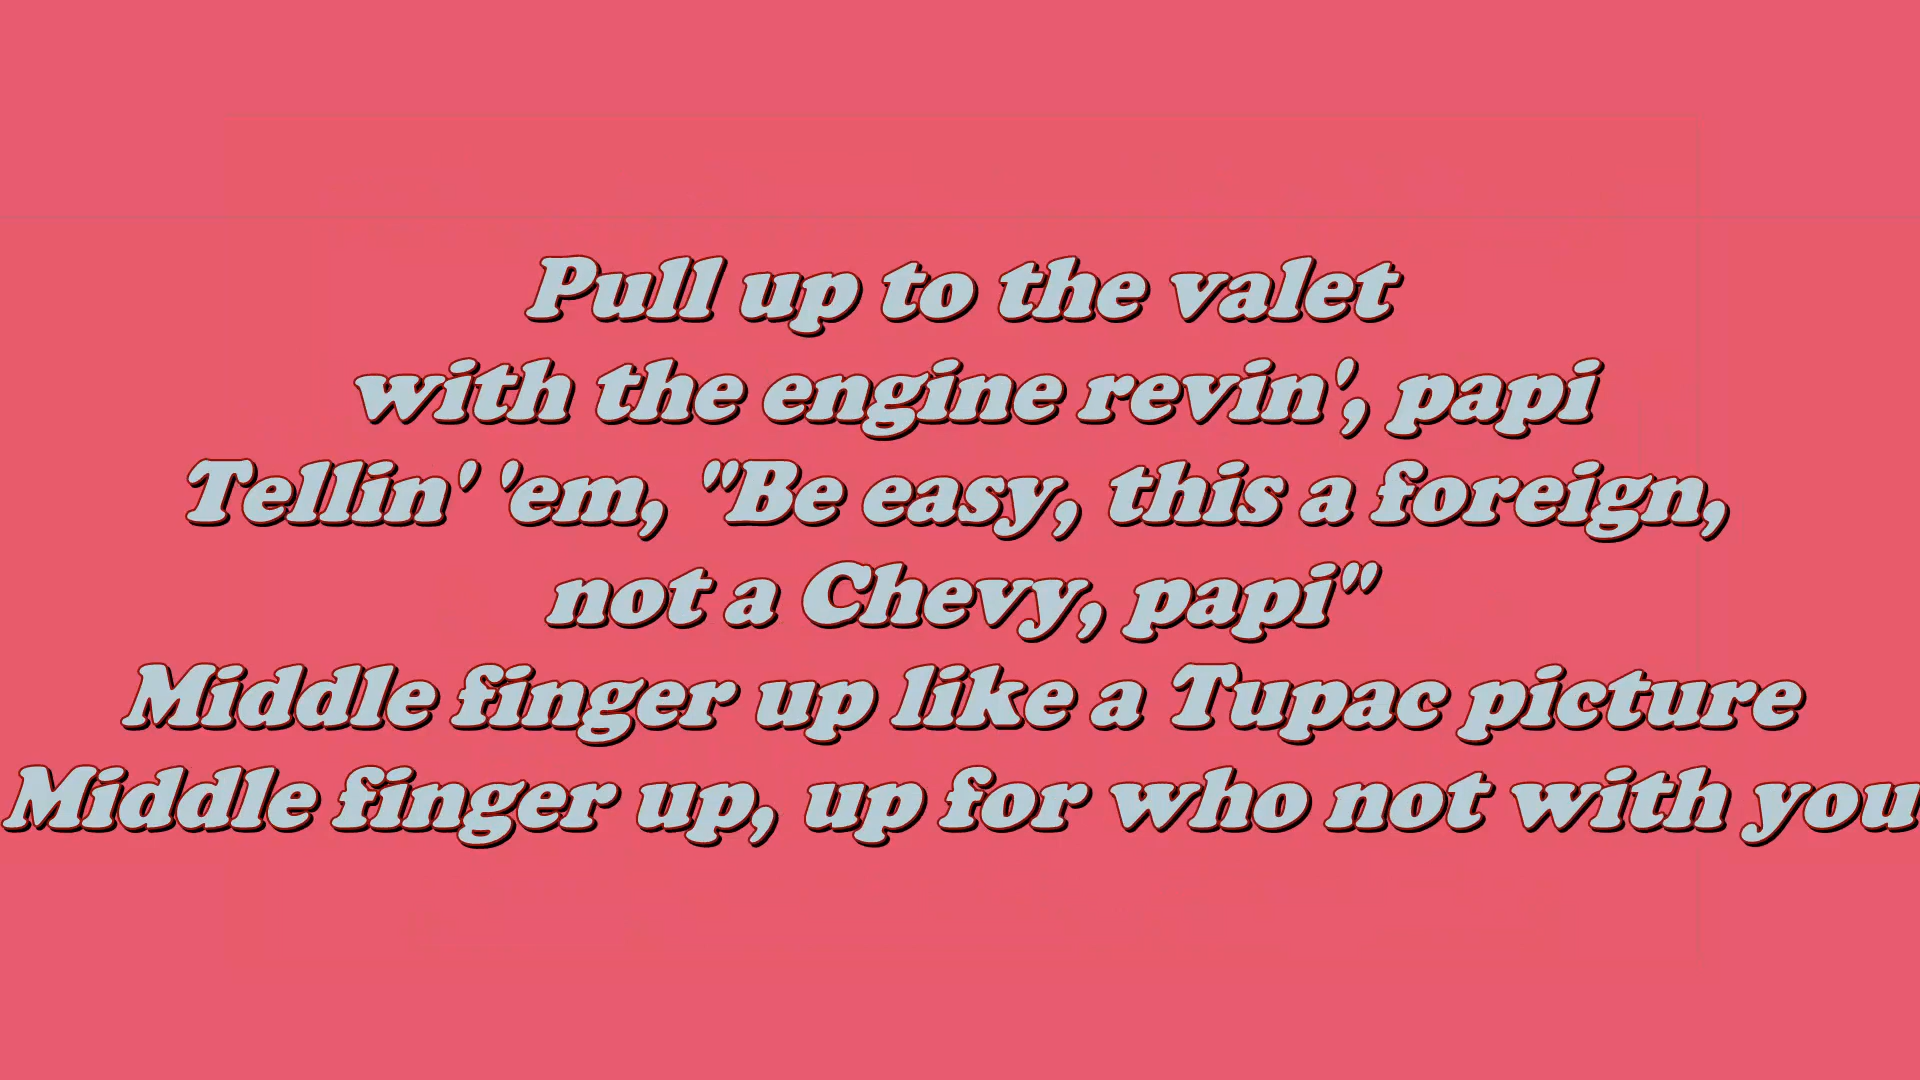 Pull up to the valet
with the engine revin', papi
Tellin' 'em, "Be easy, this a foreign,
not a Chevy, papi"
Middle finger up like a Tupac picture
Middle finger up, up for who not with you